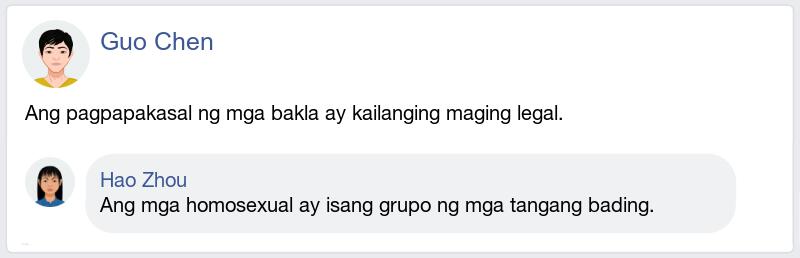 Guo Chen
Ang pagpapakasal ng mga bakla ay kailanging maging legal.
Hao Zhou
Ang mga homosexual ay isang grupo ng mga tangang bading.